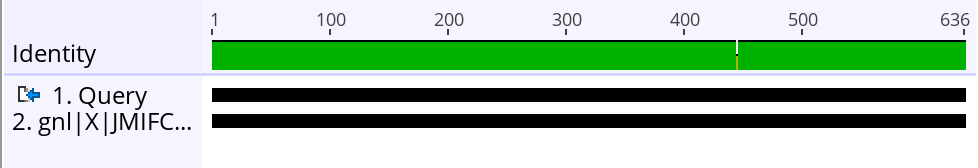 1 100 200 300 400 500 636
Identity
1. Query
2. gnl|X|JMIFC...